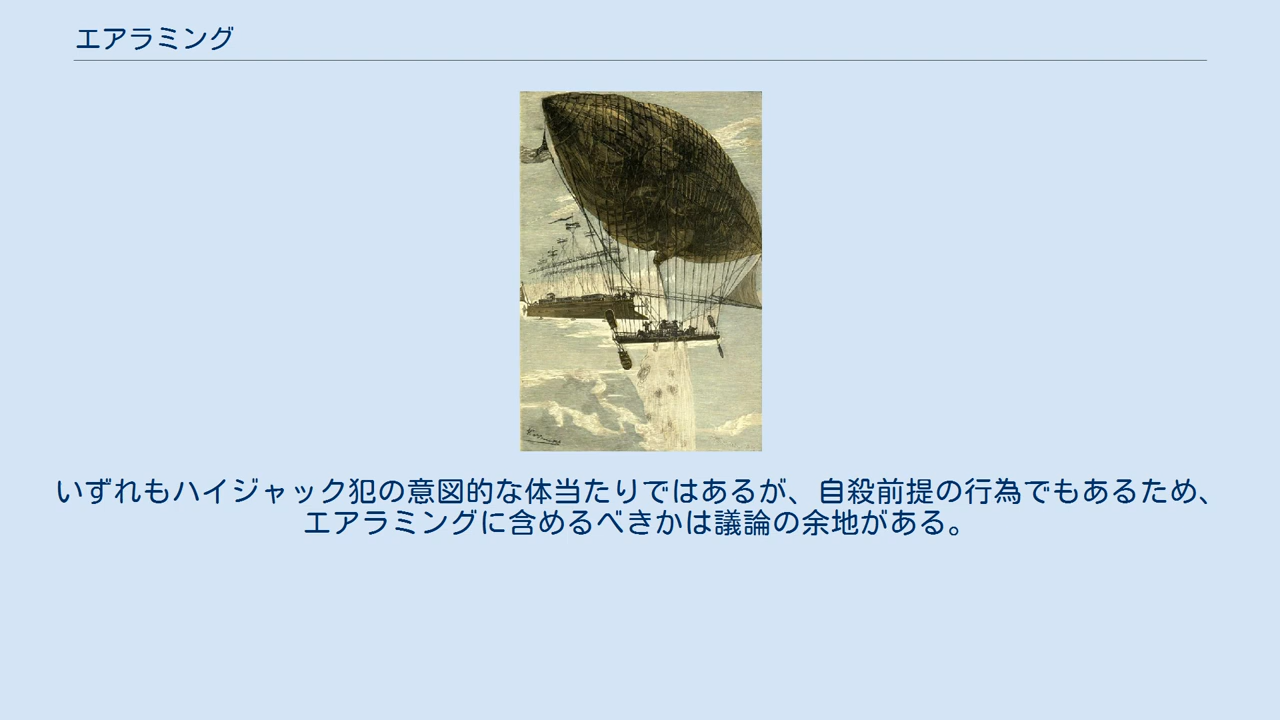 エアラミング
いずれもハイジャック犯の意図的な体当たりではあるが、自殺前提の行為でもあるため、
エアラミングに含めるべきかは議論の余地がある。